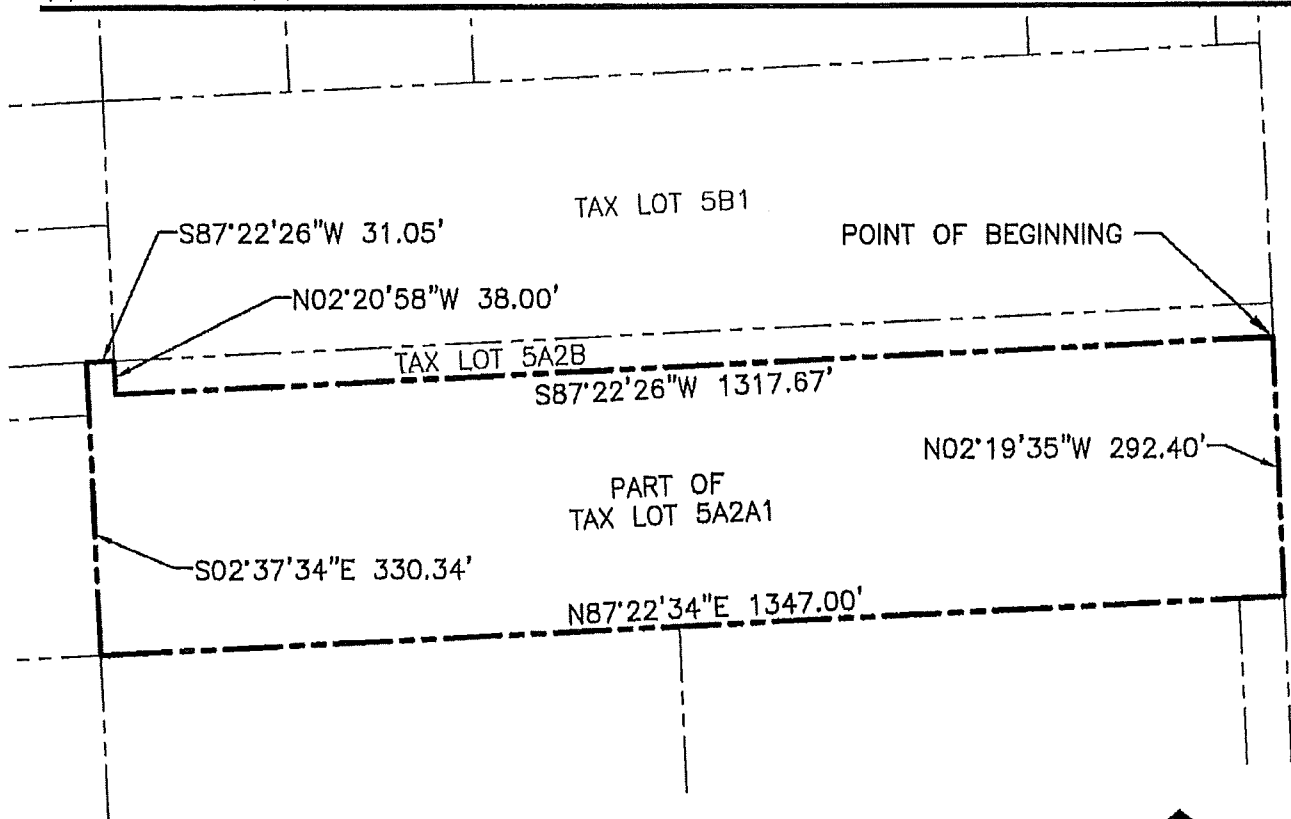 TAX LOT 5B1
S87°22'26"W 31.05'
POINT OF BEGINNING
N02°20'58"W 38.00'
TAX LOT 5A2B
S87°22'26"W 1317.67'
N02°19'35"W 292.40'
PART OF
TAX LOT 5A2A1
S02°37'34"E 330.34'
N87°22'34"E 1347.00'